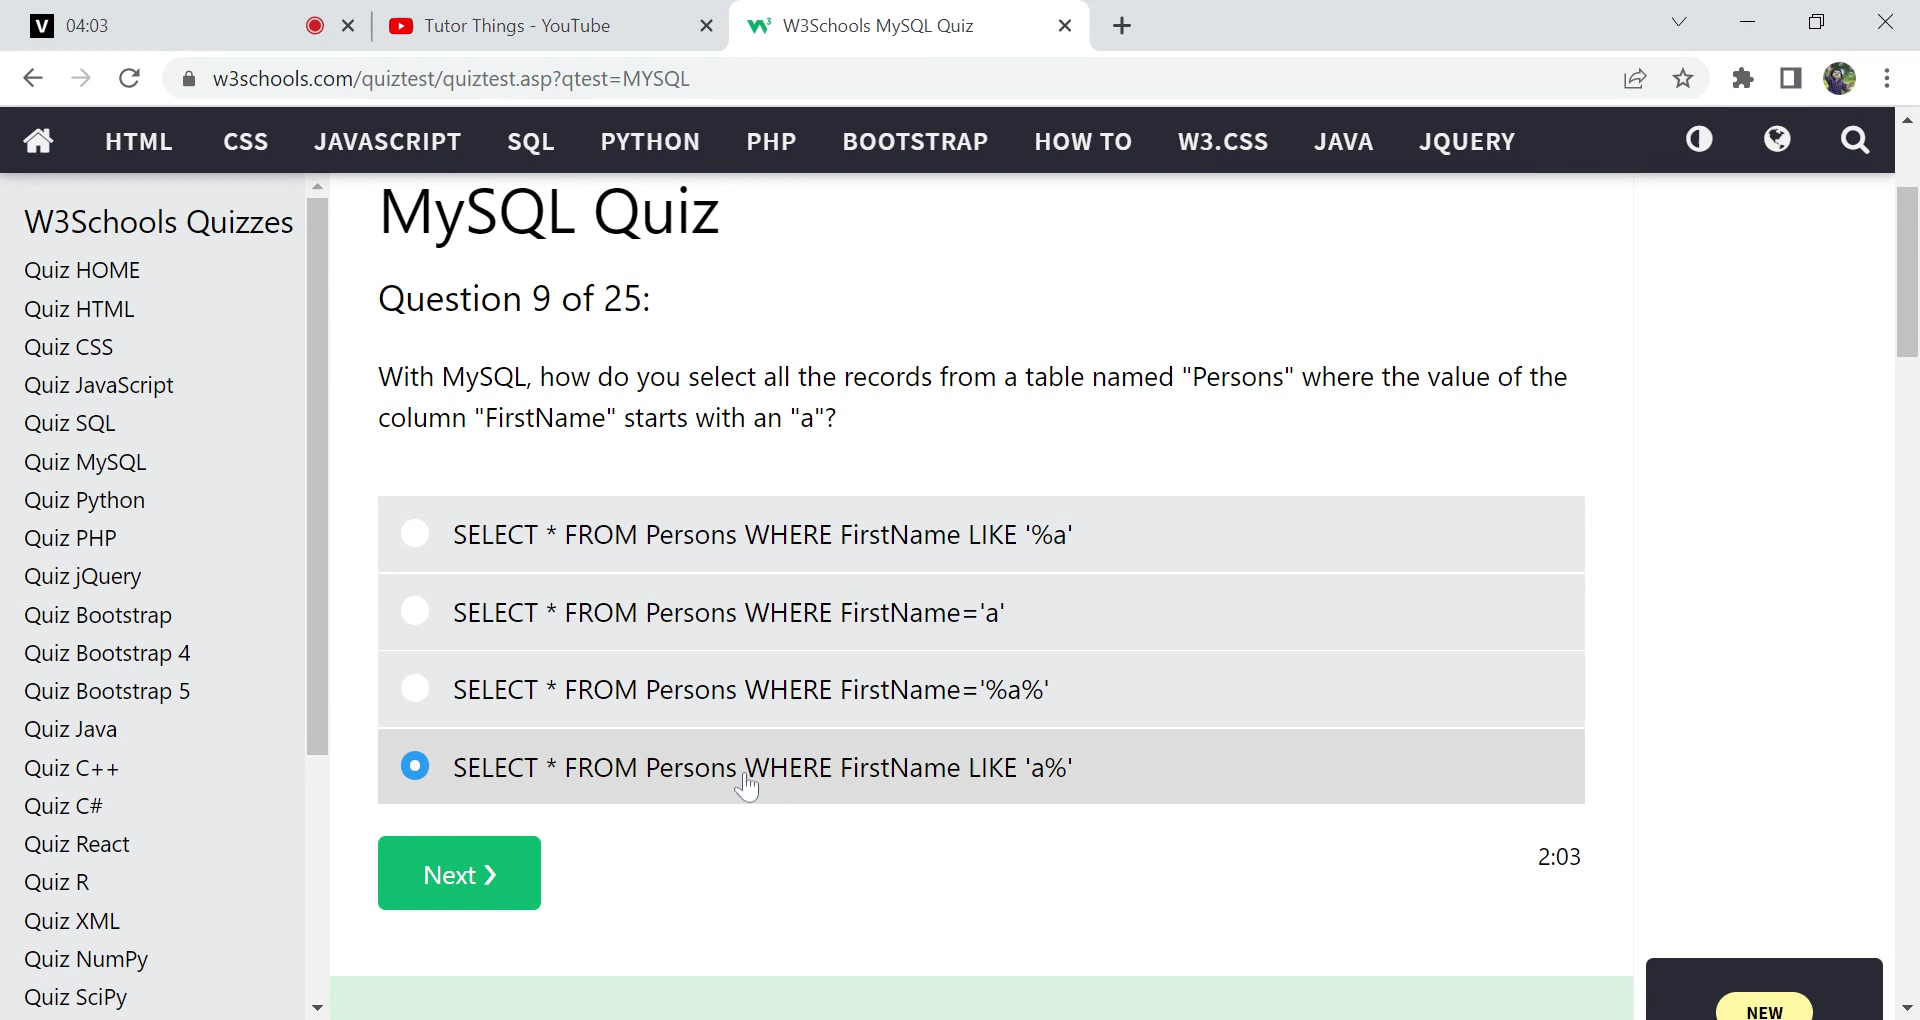 04:03
Tutor Things - YouTube
W3Schools MySQL Quiz
w3schools.com/quiztest/quiztest.asp?qtest=MYSQL
HTML CSS JAVASCRIPT SQL PYTHON PHP BOOTSTRAP HOW TO W3.CSS JAVA JQUERY
W3Schools Quizzes
Quiz HOME
Quiz HTML
Quiz CSS
Quiz JavaScript
Quiz SQL
Quiz MySQL
Quiz Python
Quiz PHP
Quiz jQuery
Quiz Bootstrap
Quiz Bootstrap 4
Quiz Bootstrap 5
Quiz Java
Quiz C++
Quiz C#
Quiz React
Quiz R
Quiz XML
Quiz NumPy
Quiz SciPy
MySQL Quiz
Question 9 of 25:
With MySQL, how do you select all the records from a table named "Persons" where the value of the
column "FirstName" starts with an "a"?
SELECT * FROM Persons WHERE FirstName LIKE '%a'
SELECT * FROM Persons WHERE FirstName='a'
SELECT * FROM Persons WHERE FirstName='%a%'
SELECT * FROM Persons WHERE FirstName LIKE 'a%'
Next ❯
2:03
NEW